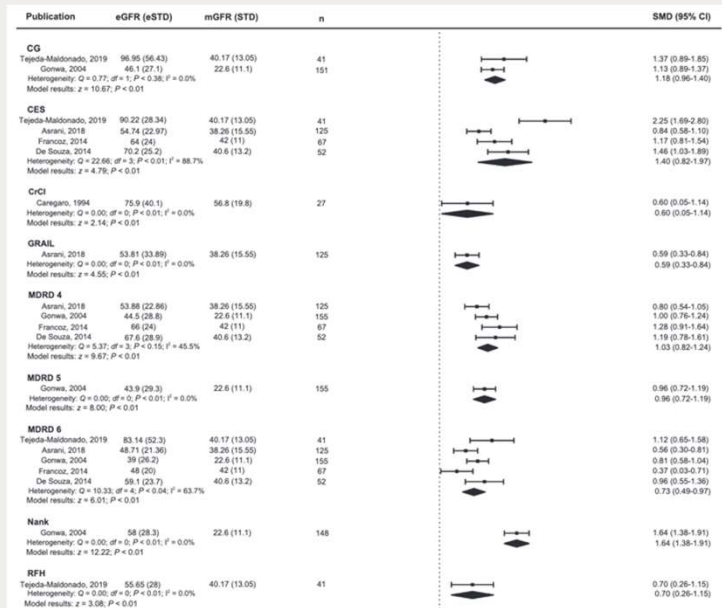 Publication eGFR (eSTD) mGFR (STD) n SMD (95% CI)
CG
Tejeda-Maldonado, 2019 96.95 (56.43) 40.17 (13.05) 41 1.37 (0.89-1.85)
Gonwa, 2004 46.1 (27.1) 22.6 (11.1) 151 1.13 (0.89-1.37)
Heterogeneity: Q = 0.77; df = 1; P < 0.38; I² = 0.0% 1.18 (0.96-1.40)
Model results: z = 10.67; P < 0.01
CES
Tejeda-Maldonado, 2019 90.22 (28.34) 40.17 (13.05) 41 2.25 (1.69-2.80)
Asrani, 2018 54.74 (22.97) 38.26 (15.55) 125 0.84 (0.58-1.10)
Francoz, 2014 64 (24) 42 (11) 67 1.17 (0.81-1.54)
De Souza, 2014 70.2 (25.2) 40.6 (13.2) 52 1.46 (1.03-1.89)
Heterogeneity: Q = 22.66; df = 3; P < 0.01; I² = 88.7% 1.40 (0.82-1.97)
Model results: z = 4.79; P < 0.01
CrCl
Caregaro, 1994 75.9 (40.1) 56.8 (19.8) 27 0.60 (0.05-1.14)
Heterogeneity: Q = 0.00; df = 0; P < 0.01; I² = 0.0% 0.60 (0.05-1.14)
Model results: z = 2.14; P < 0.01
GRAIL
Asrani, 2018 53.81 (33.89) 38.26 (15.55) 125 0.59 (0.33-0.84)
Heterogeneity: Q = 0.00; df = 0; P < 0.01; I² = 0.0% 0.59 (0.33-0.84)
Model results: z = 4.55; P < 0.01
MDRD 4
Asrani, 2018 53.88 (22.86) 38.26 (15.55) 125 0.80 (0.54-1.05)
Gonwa, 2004 44.5 (28.8) 22.6 (11.1) 155 1.00 (0.76-1.24)
Francoz, 2014 66 (24) 42 (11) 67 1.28 (0.91-1.64)
De Souza, 2014 67.6 (28.9) 40.6 (13.2) 52 1.19 (0.78-1.61)
Heterogeneity: Q = 5.37; df = 3; P < 0.15; I² = 45.5% 1.03 (0.82-1.24)
Model results: z = 9.67; P < 0.01
MDRD 5
Gonwa, 2004 43.9 (29.3) 22.6 (11.1) 155 0.96 (0.72-1.19)
Heterogeneity: Q = 0.00; df = 0; P < 0.01; I² = 0.0% 0.96 (0.72-1.19)
Model results: z = 8.00; P < 0.01
MDRD 6
Tejeda-Maldonado, 2019 83.14 (52.3) 40.17 (13.05) 41 1.12 (0.65-1.58)
Asrani, 2018 48.71 (21.36) 38.26 (15.55) 125 0.56 (0.30-0.81)
Gonwa, 2004 39 (26.2) 22.6 (11.1) 155 0.81 (0.58-1.04)
Francoz, 2014 48 (20) 42 (11) 67 0.37 (0.03-0.71)
De Souza, 2014 59.1 (23.7) 40.6 (13.2) 52 0.96 (0.55-1.36)
Heterogeneity: Q = 10.33; df = 4; P < 0.04; I² = 63.7% 0.73 (0.49-0.97)
Model results: z = 6.01; P < 0.01
Nank
Gonwa, 2004 58 (28.3) 22.6 (11.1) 148 1.64 (1.38-1.91)
Heterogeneity: Q = 0.00; df = 0; P < 0.01; I² = 0.0% 1.64 (1.38-1.91)
Model results: z = 12.22; P < 0.01
RFH
Tejeda-Maldonado, 2019 55.65 (28) 40.17 (13.05) 41 0.70 (0.26-1.15)
Heterogeneity: Q = 0.00; df = 0; P < 0.01; I² = 0.0% 0.70 (0.26-1.15)
Model results: z = 3.08; P < 0.01